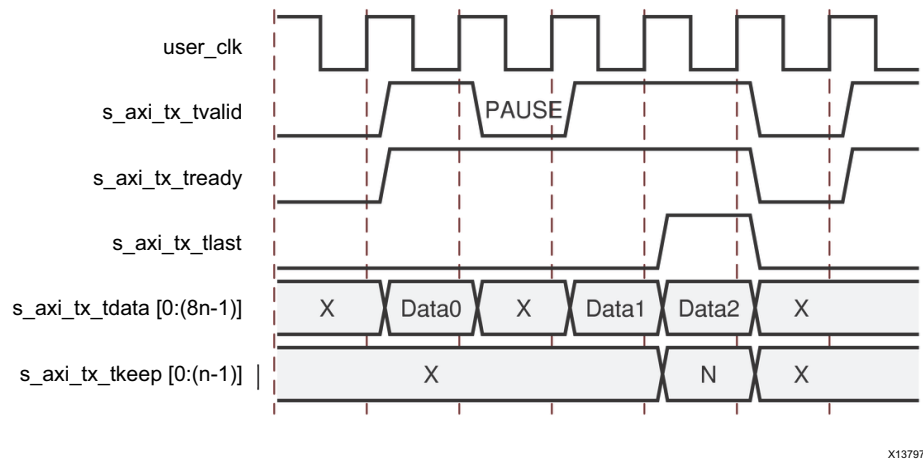 user_clk
s_axi_tx_tvalid PAUSE
s_axi_tx_tready
s_axi_tx_tlast
s_axi_tx_tdata [0:(8n-1)] X Data0 X Data1 Data2 X
s_axi_tx_tkeep [0:(n-1)] X N X
X13797